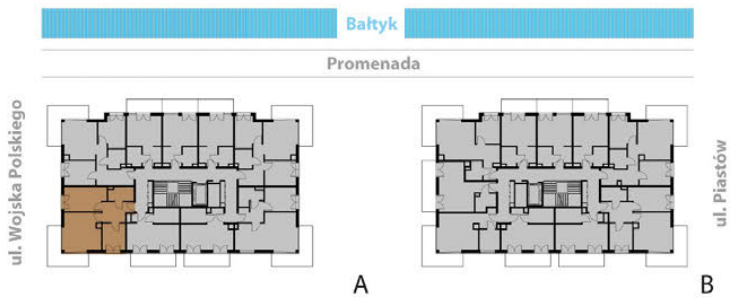 Bałtyk
Promenada
ul. Wojska Polskiego
ul. Piastów
A
B